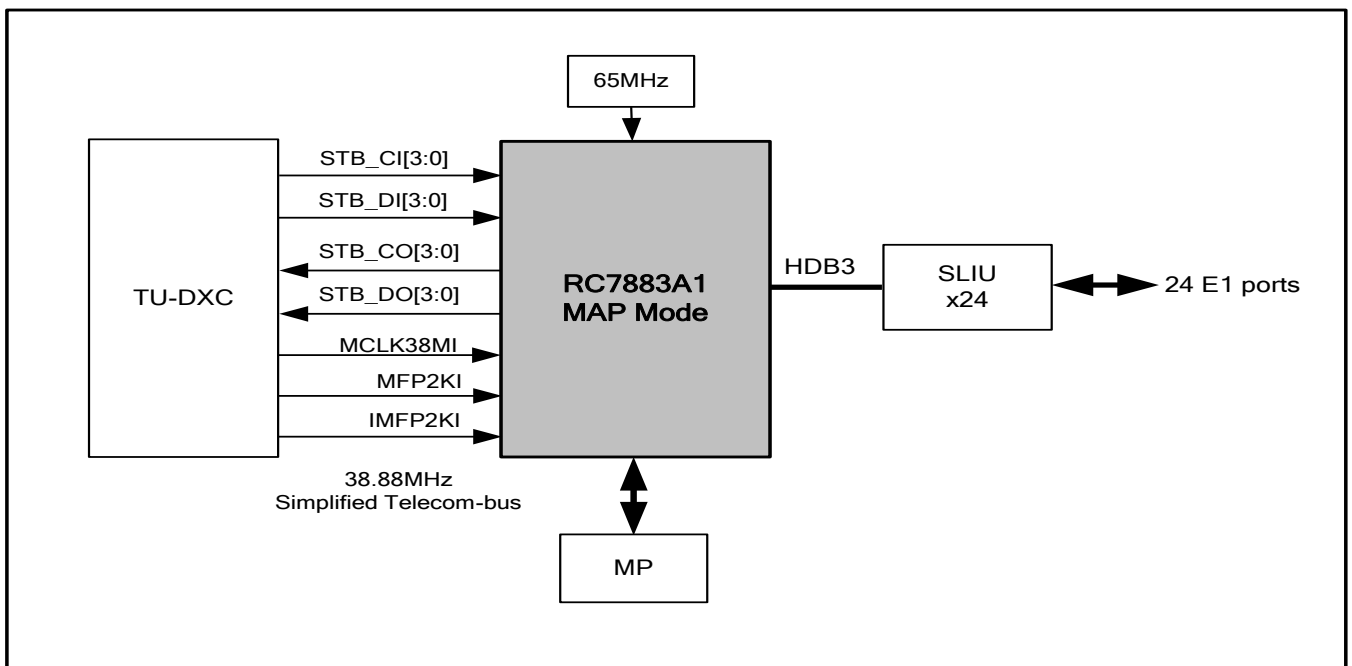 65MHz
TU-DXC
STB_CI[3:0]
STB_DI[3:0]
STB_CO[3:0]
STB_DO[3:0]
MCLK38MI
MFP2KI
IMFP2KI
38.88MHz
Simplified Telecom-bus
RC7883A1
MAP Mode
HDB3
SLIU
x24
24 E1 ports
MP